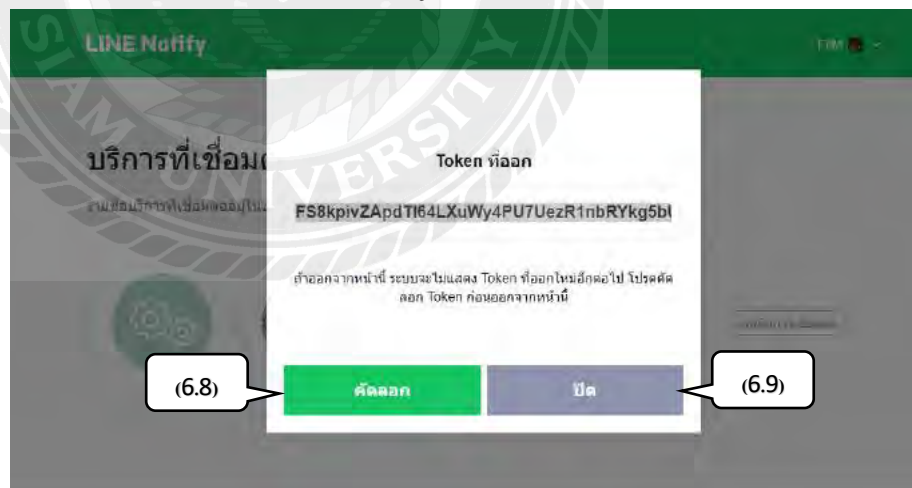 LINE Notify
SIAM UNIVERSITY
บริการที่เชื่อมต
Token ที่ออก
FS8kpivZApdTI64LXuWy4PU7UezR1nbRYkg5bl
ถ้าออกจากหน้านี้ ระบบจะไม่แสดง Token ที่ออกใหม่อีกต่อไป โปรดคัด
ลอก Token ก่อนออกจากหน้านี้
(6.8)
คัดลอก
ปิด
(6.9)